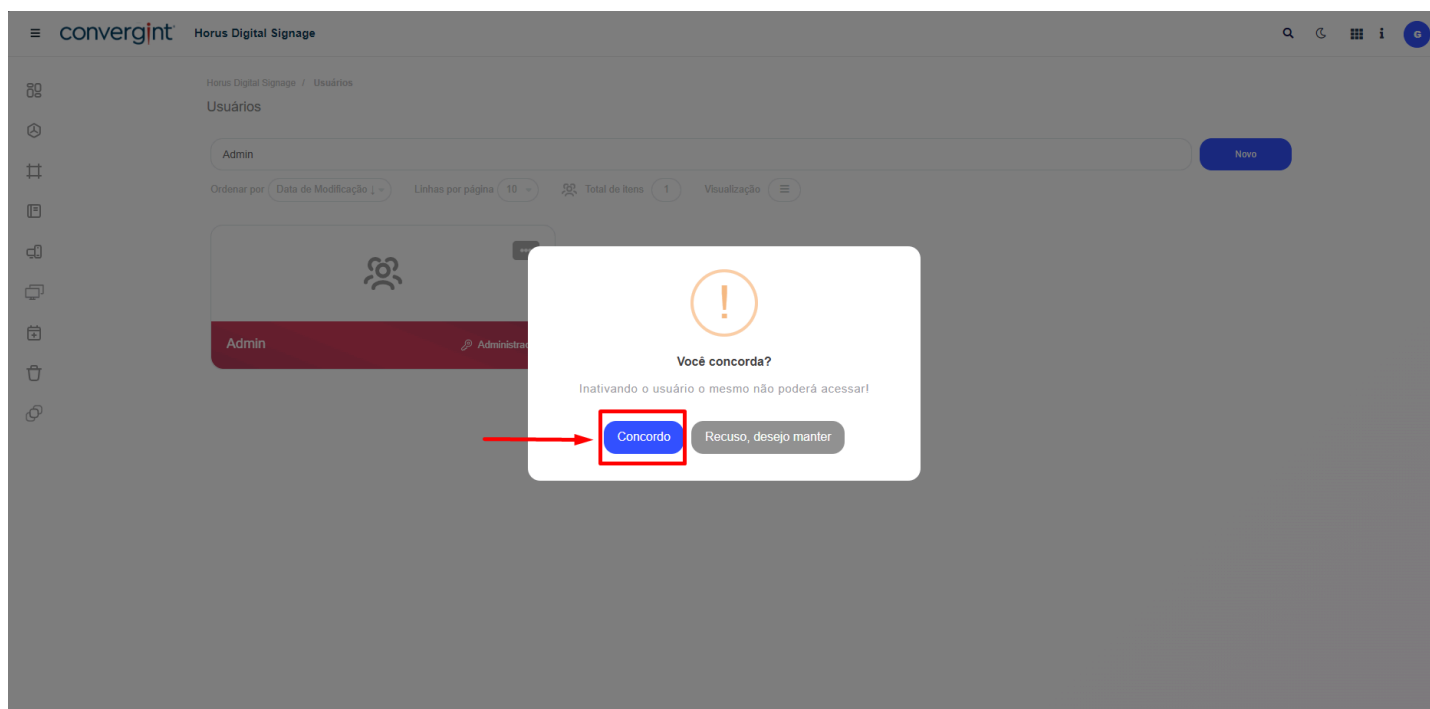 convergint Horus Digital Signage i G
Horus Digital Signage / Usuários
Usuários
Admin Novo
Ordenar por Data de Modificação ↓ Linhas por página 10 Total de itens 1 Visualização
Admin
!
Você concorda?
Inativando o usuário o mesmo não poderá acessar!
Concordo Recuso, desejo manter